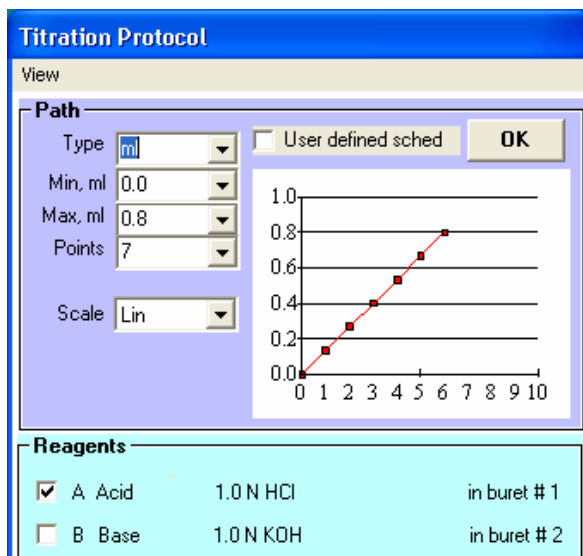 Titration Protocol
View
Path
Type ml
User defined sched
OK
Min, ml 0.0
Max, ml 0.8
Points 7
Scale Lin
1.0
0.8
0.6
0.4
0.2
0.0
0 1 2 3 4 5 6 7 8 9 10
Reagents
A Acid 1.0 N HCl in buret # 1
B Base 1.0 N KOH in buret # 2